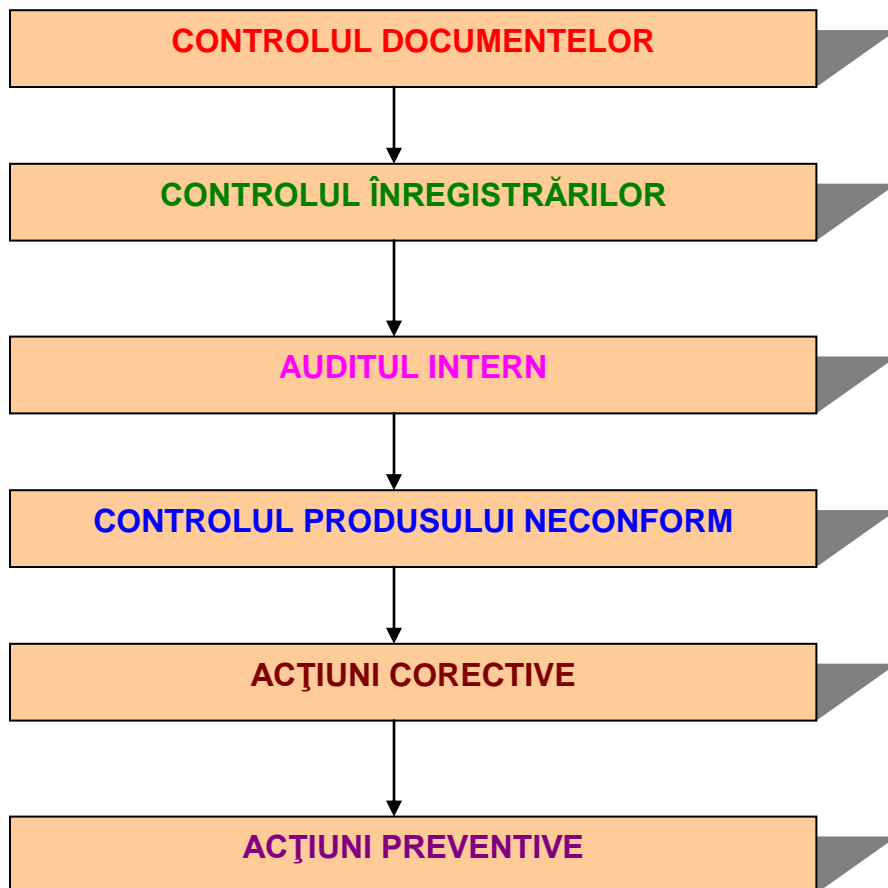 CONTROLUL DOCUMENTELOR
CONTROLUL ÎNREGISTRĂRILOR
AUDITUL INTERN
CONTROLUL PRODUSULUI NECONFORM
ACŢIUNI CORECTIVE
ACŢIUNI PREVENTIVE